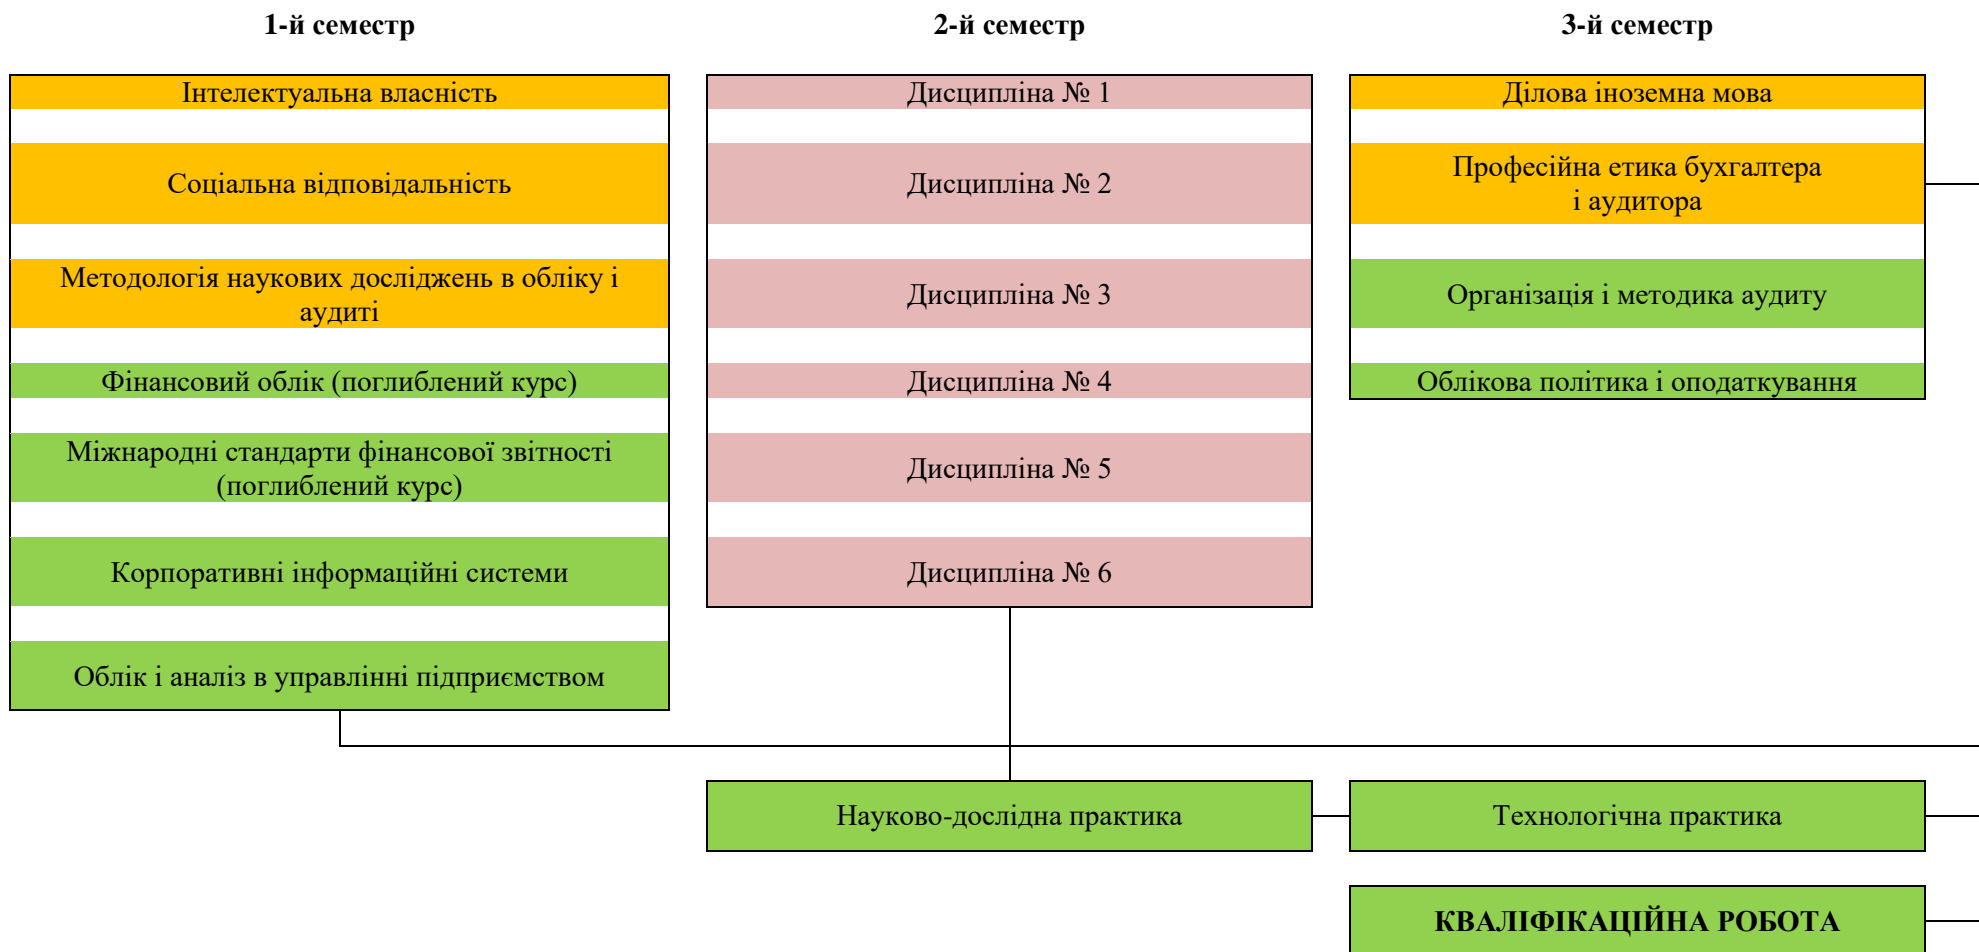 1-й семестр
2-й семестр
3-й семестр
Інтелектуальна власність
Соціальна відповідальність
Методологія наукових досліджень в обліку і
аудиті
Фінансовий облік (поглиблений курс)
Міжнародні стандарти фінансової звітності
(поглиблений курс)
Корпоративні інформаційні системи
Облік і аналіз в управлінні підприємством
Дисципліна № 1
Дисципліна № 2
Дисципліна № 3
Дисципліна № 4
Дисципліна № 5
Дисципліна № 6
Ділова іноземна мова
Професійна етика бухгалтера
і аудитора
Організація і методика аудиту
Облікова політика і оподаткування
Науково-дослідна практика
Технологічна практика
КВАЛІФІКАЦІЙНА РОБОТА